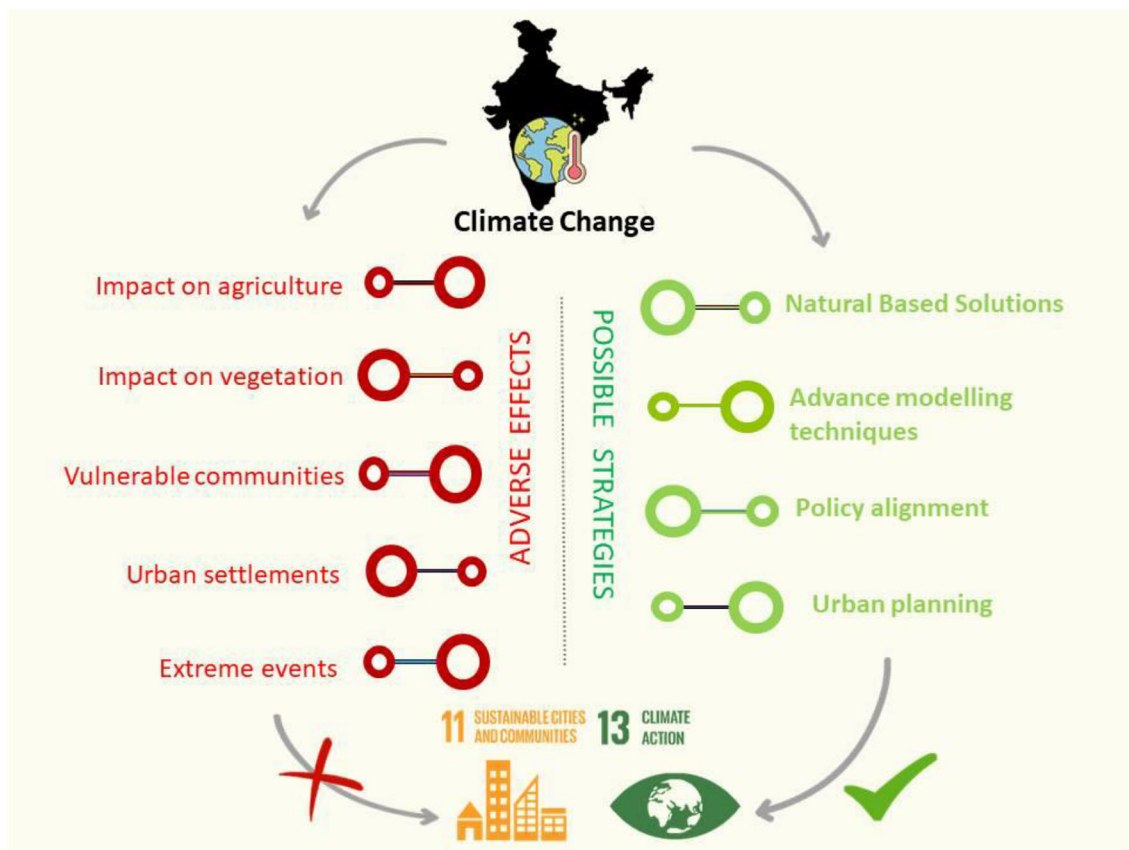 Climate Change
Impact on agriculture
Impact on vegetation
Vulnerable communities
Urban settlements
Extreme events
ADVERSE EFFECTS
POSSIBLE STRATEGIES
Natural Based Solutions
Advance modelling
techniques
Policy alignment
Urban planning
11 SUSTAINABLE CITIES
AND COMMUNITIES
13 CLIMATE
ACTION